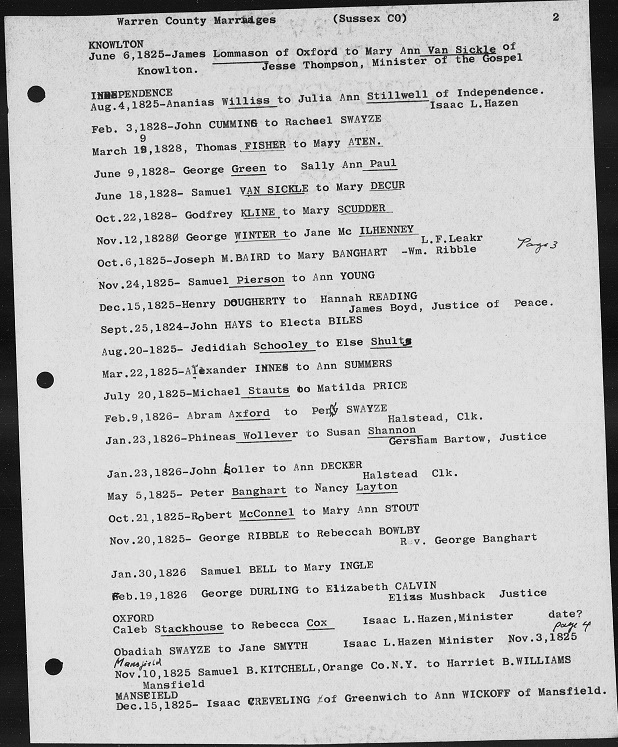 Warren County Marraiges (Sussex CO) 2
KNOWLTON
June 6,1825-James Lommason of Oxford to Mary Ann Van Sickle of
Knowlton. Jesse Thompson, Minister of the Gospel
INDEPENDENCE
Aug.4,1825-Ananias Williss to Julia Ann Stillwell of Independence.
Isaac L.Hazen
Feb. 3,1828-John CUMMING to Rachael SWAYZE
9
March 19,1828, Thomas FISHER to Mayy ATEN.
June 9,1828- George Green to Sally Ann Paul
June 18,1828- Samuel VAN SICKLE to Mary DECUR
Oct.22,1828- Godfrey KLINE to Mary SCUDDER
Nov.12,1828 George WINTER to Jane Mc ILHENNEY
L.F.Leakr
Page 3
Oct.6,1825-Joseph M.BAIRD to Mary BANGHART -Wm. Ribble
Nov.24,1825- Samuel Pierson to Ann YOUNG
Dec.15,1825-Henry DOUGHERTY to Hannah READING
James Boyd, Justice of Peace.
Sept.25,1824-John HAYS to Electa BILES
Aug.20-1825- Jedidiah Schooley to Else Shults
Mar.22,1825-Alexander INNES to Ann SUMMERS
July 20,1825-Michael Stauts to Matilda PRICE
Feb.9,1826- Abram Axford to SWAYZE
Halstead, Clk.
Jan.23,1826-Phineas Wollever to Susan Shannon
Gersham Bartow, Justice
Jan.23,1826-John oller to Ann DECKER
Halstead Clk.
May 5,1825- Peter Banghart to Nancy Layton
Oct.21,1825-Robert McConnel to Mary Ann STOUT
Nov.20,1825- George RIBBLE to Rebeccah BOWLBY
Rev. George Banghart
Jan.30,1826 Samuel BELL to Mary INGLE
Feb.19,1826 George DURLING to Elizabeth CALVIN
Elias Mushback Justice
OXFORD
Caleb Stackhouse to Rebecca Cox Isaac L.Hazen,Minister date?
page 4
Obadiah SWAYZE to Jane SMYTH Isaac L.Hazen Minister Nov.3,1825
Mansfield
Nov.10,1825 Samuel B.KITCHELL,Orange Co.N.Y. to Harriet B.WILLIAMS
Mansfield
MANSFIELD
Dec.15,1825- Isaac CREVELING of Greenwich to Ann WICKOFF of Mansfield.